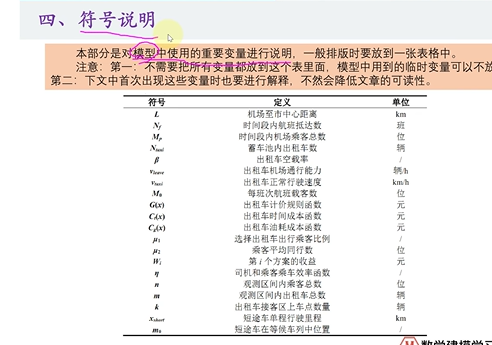 四、符号说明
本部分是对模型中使用的重要变量进行说明，一般排版时要放到一张表格中。
注意：第一：不需要把所有变量都放到这个表里面，模型中用到的临时变量可以不放
第二：下文中首次出现这些变量时也要进行解释，不然会降低文章的可读性。
符号 定义 单位
L 机场至市中心距离 km
N_f 时间段内航班抵达数 班
M_p 时间段内机场乘客总数 位
N_taxi 蓄车池内出租车数 辆
β 出租车空载率 /
v_leave 出租车机场通行能力 辆/h
v_taxi 出租车正常行驶速度 km/h
M_0 每班次航班载客数 位
G(x) 出租车计价规则函数 元
C_t(x) 出租车时间成本函数 元
C_g(x) 出租车油耗成本函数 元
μ_1 选择出租车出行乘客比例 /
μ_2 乘客平均同行数 位
W_i 第 i 个方案的收益 元
η 司机和乘客乘车效率函数 /
n 观测区间内乘客总数 位
m 观测区间内出租车总数 辆
k 出租车接客区上车点数量 辆
x_short 短途车单程行驶里程 km
m_0 短途车在等候车列中位置 /
数学建模学习